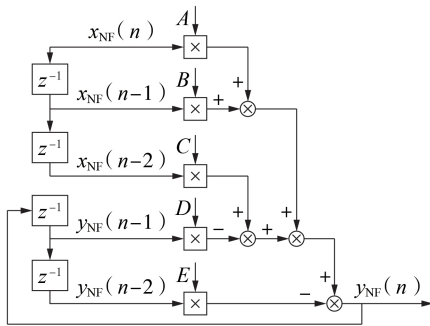 A
x_NF(n) ×
z⁻¹ B +
x_NF(n−1) × + ×
z⁻¹ C
x_NF(n−2) ×
z⁻¹ D + +
y_NF(n−1) × − × + ×
z⁻¹ E +
y_NF(n−2) × − × y_NF(n)